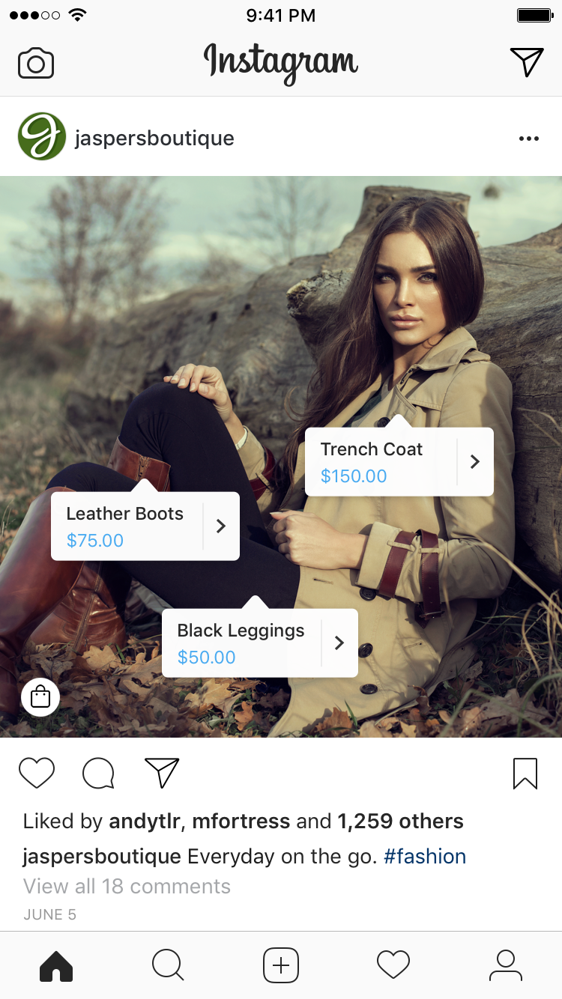 9:41 PM
Instagram
jaspersboutique
Trench Coat
$150.00
Leather Boots
$75.00
Black Leggings
$50.00
Liked by andytlr, mfortress and 1,259 others
jaspersboutique Everyday on the go. #fashion
View all 18 comments
JUNE 5